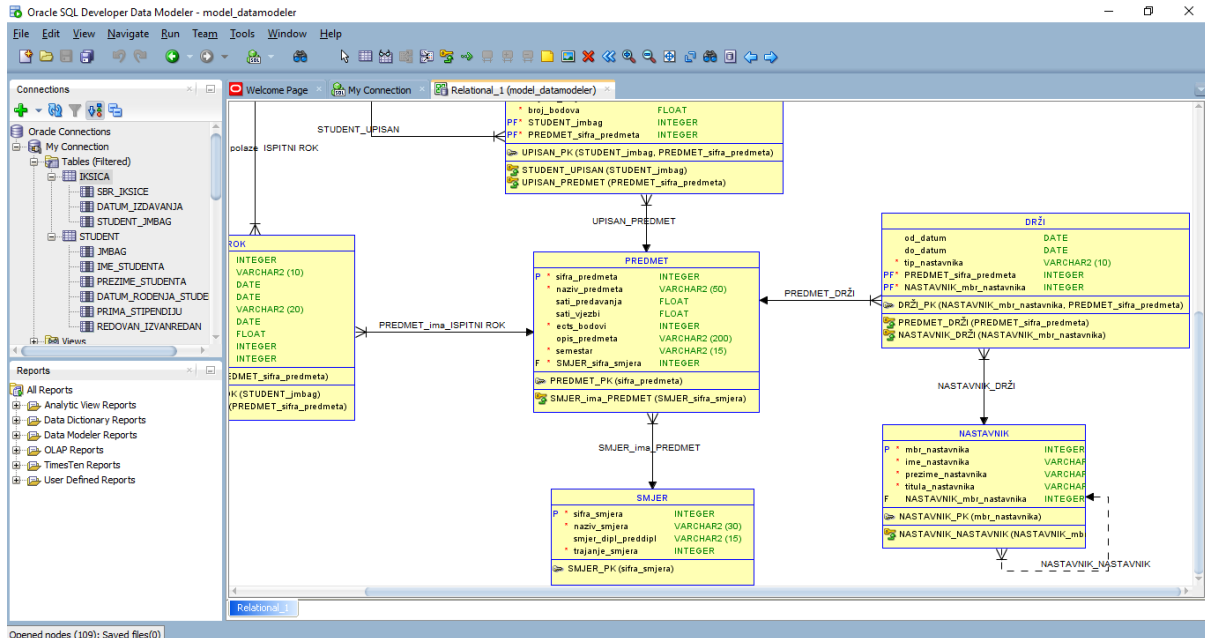 Oracle SQL Developer Data Modeler - model_datamodeler
File Edit View Navigate Run Team Tools Window Help
Connections
Oracle Connections
My Connection
Tables (Filtered)
IKSICA
SBR_IKSICE
DATUM_IZDAVANJA
STUDENT_JMBAG
STUDENT
JMBAG
IME_STUDENTA
PREZIME_STUDENTA
DATUM_RODENJA_STUDE
PRIMA_STIPENDIJU
REDOVAN_IZVANREDAN
Views
Reports
All Reports
Analytic View Reports
Data Dictionary Reports
Data Modeler Reports
OLAP Reports
TimesTen Reports
User Defined Reports
Welcome Page
My Connection
Relational_1 (model_datamodeler)
STUDENT_UPISAN
polaze ISPITNI ROK
* broj_bodova FLOAT
PF* STUDENT_jmbag INTEGER
PF* PREDMET_sifra_predmeta INTEGER
UPISAN_PK (STUDENT_jmbag, PREDMET_sifra_predmeta)
STUDENT_UPISAN (STUDENT_jmbag)
UPISAN_PREDMET (PREDMET_sifra_predmeta)
UPISAN_PREDMET
ROK
INTEGER
VARCHAR2 (10)
DATE
DATE
VARCHAR2 (20)
DATE
FLOAT
INTEGER
INTEGER
EDMET_sifra_predmeta)
K (STUDENT_jmbag)
(PREDMET_sifra_predmeta)
PREDMET_ima_ISPITNI ROK
PREDMET
P * sifra_predmeta INTEGER
* naziv_predmeta VARCHAR2 (50)
sati_predavanja FLOAT
sati_vjezbi FLOAT
* ects_bodovi INTEGER
opis_predmeta VARCHAR2 (200)
* semestar VARCHAR2 (15)
F * SMJER_sifra_smjera INTEGER
PREDMET_PK (sifra_predmeta)
SMJER_ima_PREDMET (SMJER_sifra_smjera)
SMJER_ima_PREDMET
SMJER
P * sifra_smjera INTEGER
* naziv_smjera VARCHAR2 (30)
smjer_dipl_preddipl VARCHAR2 (15)
* trajanje_smjera INTEGER
SMJER_PK (sifra_smjera)
PREDMET_DRŽI
DRŽI
od_datum DATE
do_datum DATE
* tip_nastavnika VARCHAR2 (10)
PF* PREDMET_sifra_predmeta INTEGER
PF* NASTAVNIK_mbr_nastavnika INTEGER
DRŽI_PK (NASTAVNIK_mbr_nastavnika, PREDMET_sifra_predmeta)
PREDMET_DRŽI (PREDMET_sifra_predmeta)
NASTAVNIK_DRŽI (NASTAVNIK_mbr_nastavnika)
NASTAVNIK_DRŽI
NASTAVNIK
P * mbr_nastavnika INTEGER
* ime_nastavnika VARCHAR
* prezime_nastavnika VARCHAR
* titula_nastavnika VARCHAR
F NASTAVNIK_mbr_nastavnika INTEGER
NASTAVNIK_PK (mbr_nastavnika)
NASTAVNIK_NASTAVNIK (NASTAVNIK_mb
NASTAVNIK_NASTAVNIK
Relational_1
Opened nodes (109); Saved files(0)